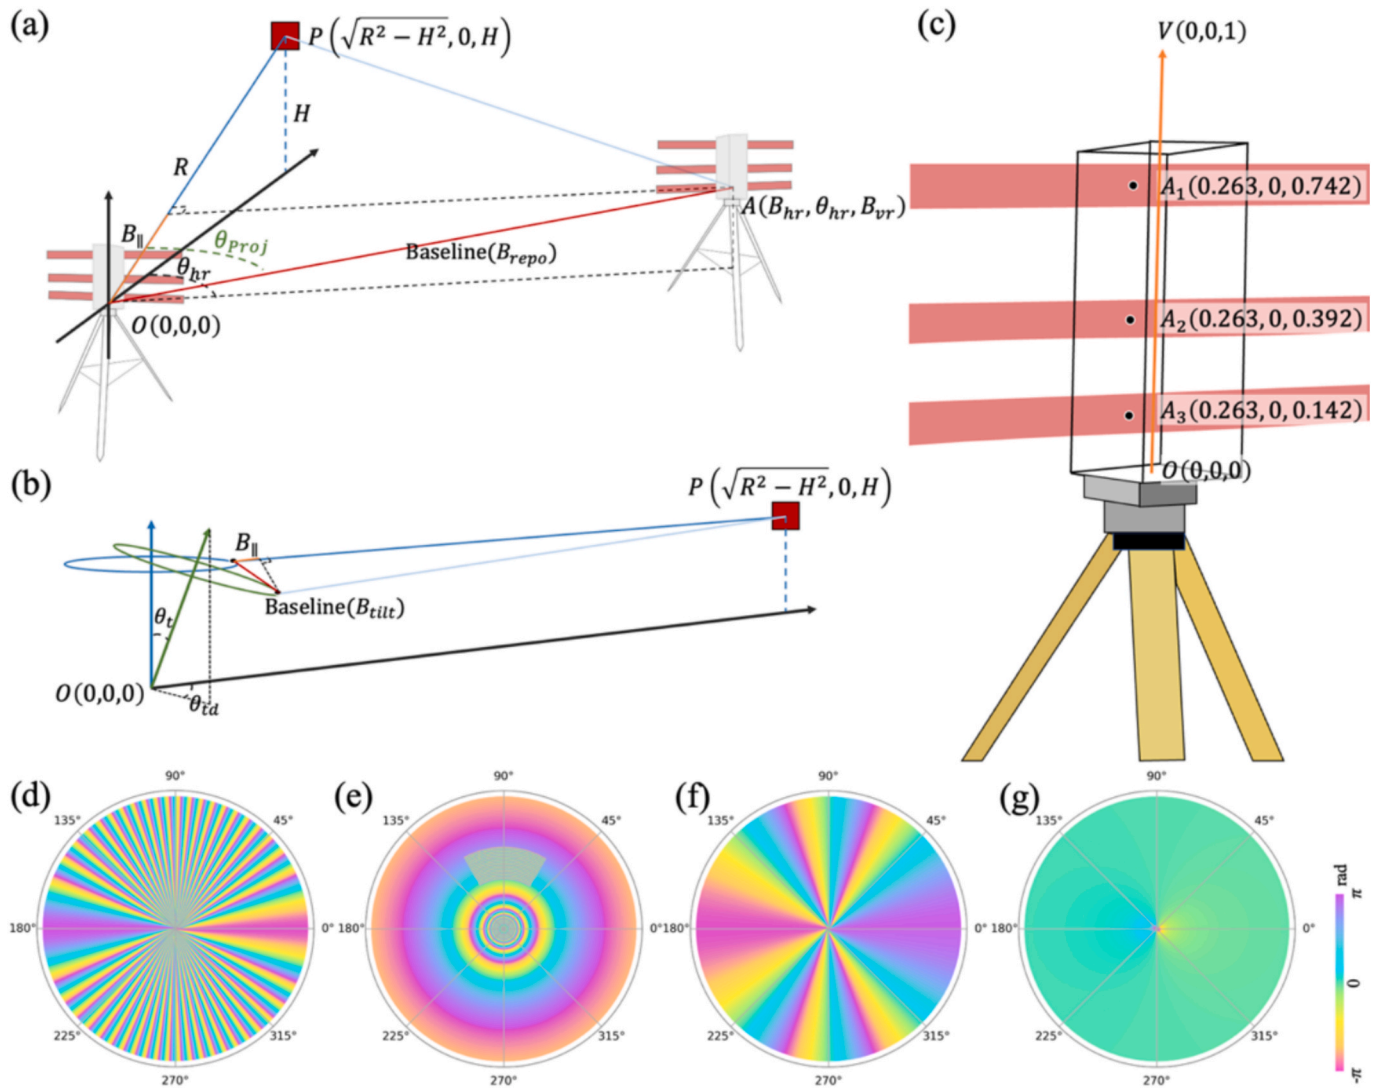 (a)
P(√R² − H², 0, H)
H
R
B∥
θProj
θhr
Baseline(Brepo)
A(Bhr, θhr, Bvr)
O(0,0,0)
(b)
P(√R² − H², 0, H)
B∥
Baseline(Btilt)
θt
O(0,0,0)
θtd
(c)
V(0,0,1)
A₁(0.263, 0, 0.742)
A₂(0.263, 0, 0.392)
A₃(0.263, 0, 0.142)
O(0,0,0)
(d)
90°
135° 45°
180° 0°
225° 315°
270°
(e)
90°
135° 45°
180° 0°
225° 315°
270°
(f)
90°
135° 45°
180° 0°
225° 315°
270°
(g)
90°
135° 45°
180° 0°
225° 315°
270°
rad
π
0
-π